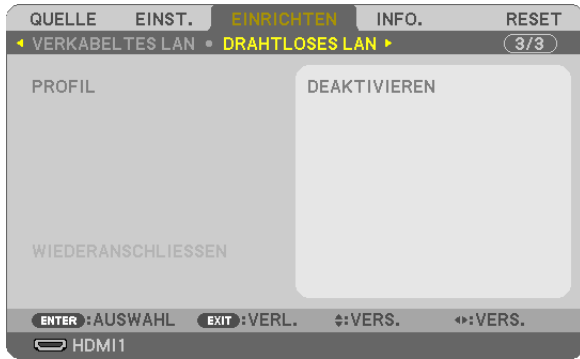 QUELLE EINST. EINRICHTEN INFO. RESET
VERKABELTES LAN • DRAHTLOSES LAN 3/3
PROFIL DEAKTIVIEREN
WIEDERANSCHLIESSEN
ENTER :AUSWAHL EXIT :VERL. :VERS. :VERS.
HDMI1